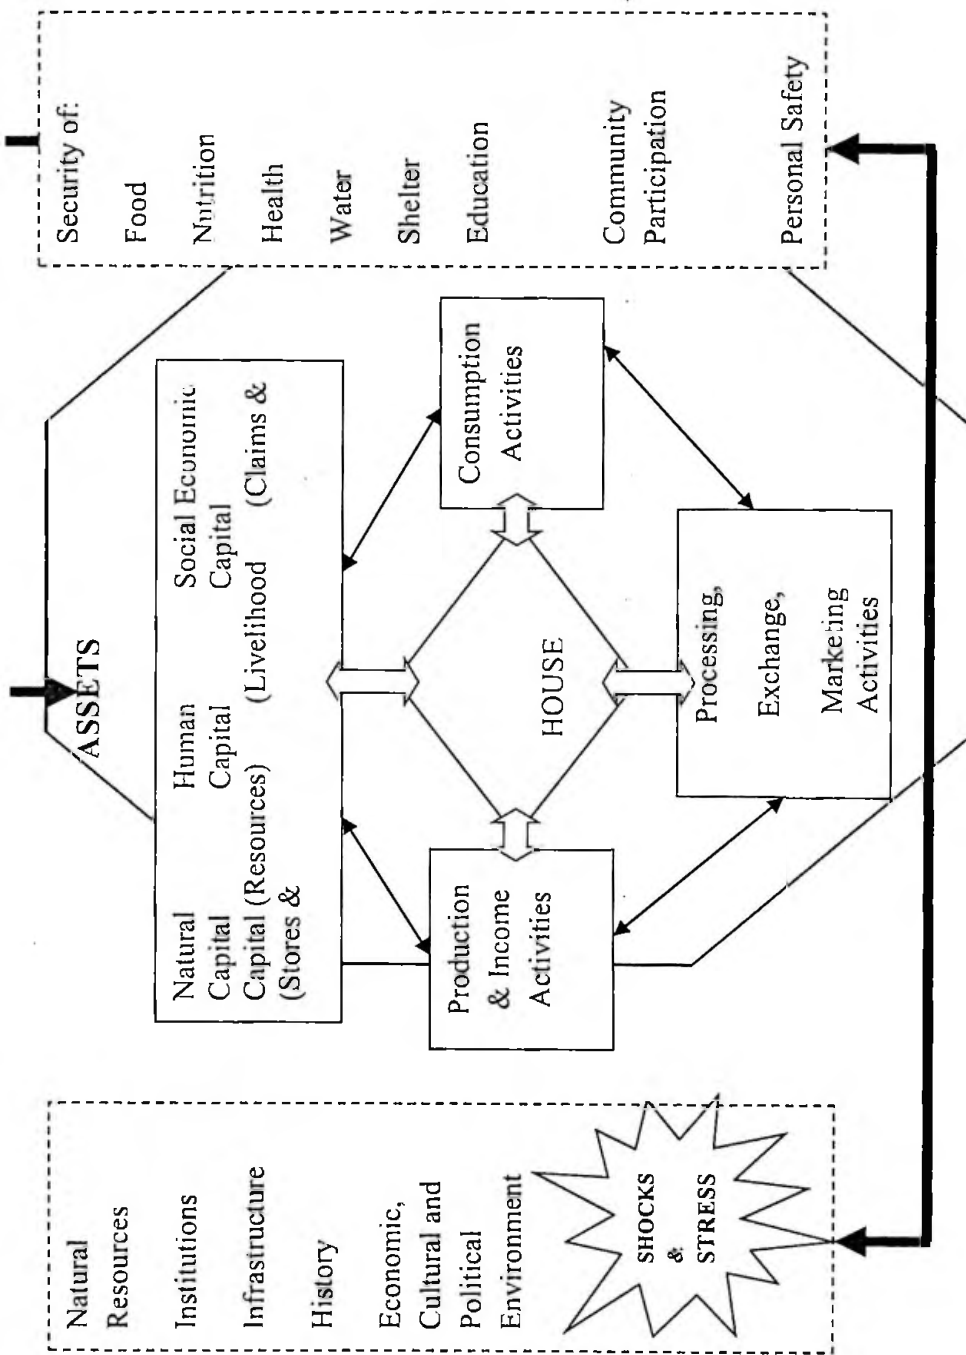 Natural
Resources
Institutions
Infrastructure
History
Economic,
Cultural and
Political
Environment
SHOCKS
&
STRESS
ASSETS
Natural Human Social Economic
Capital Capital Capital
Capital (Resources) (Livelihood (Claims &
(Stores &
Production
& Income
Activities
HOUSE
Consumption
Activities
Processing,
Exchange,
Marketing
Activities
Security of:
Food
Nutrition
Health
Water
Shelter
Education
Community
Participation
Personal Safety